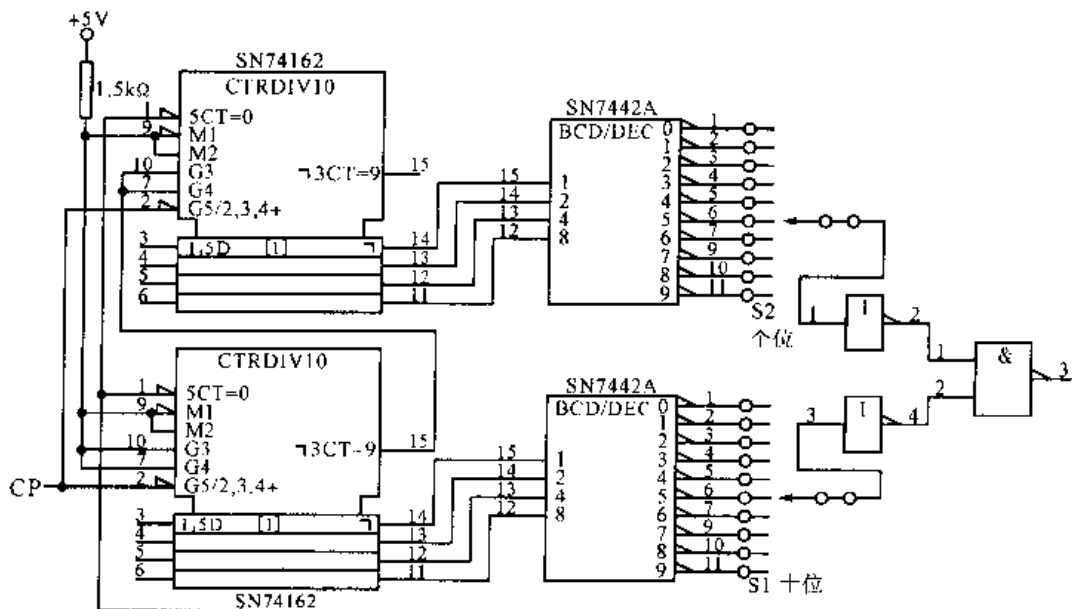 +5V
1.5kΩ
SN74162
CTRDIV10
1
5CT=0
9
M1
M2
10
G3
7
G4
2
G5/2,3,4+
┐3CT=9
15
3
1,5D [1] ┐
4
5
6
14
13
12
11
SN7442A
BCD/DEC
15
1
14
2
13
4
12
8
0 1
1 2
2 3
3 4
4 5
5 6
6 7
7 9
8 10
9 11
S2
个位
1
1
2
1
2
&
3
CTRDIV10
1
5CT=0
9
M1
M2
10
G3
7
G4
CP
2
G5/2,3,4+
┐3CT-9
15
3
1,5D [1] ┐
4
5
6
14
13
12
11
SN74162
SN7442A
BCD/DEC
15
1
14
2
13
4
12
8
0 1
1 2
2 3
3 4
4 5
5 6
6 7
7 9
8 10
9 11
S1 十位
3
1
4